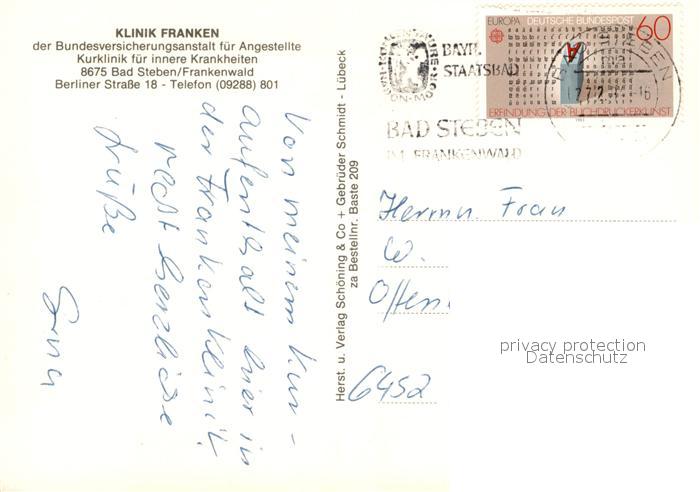 KLINIK FRANKEN
der Bundesversicherungsanstalt für Angestellte
Kurklinik für innere Krankheiten
8675 Bad Steben/Frankenwald
Berliner Straße 18 - Telefon (09288) 801
Von meinem Kur-
aufenthalt hier in
der Frankenklinik
recht herzliche
Grüße
Erna
Herst. u. Verlag Schöning & Co + Gebrüder Schmidt - Lübeck
za Bestellnr. Baste 209
BAYR.
STAATSBAD
BAD STEBEN
IM FRANKENWALD
EUROPA DEUTSCHE BUNDESPOST 60
A
ERFINDUNG DER BUCHDRUCKERKUNST
Herrn u. Frau
W.
Offen
6452
privacy protection
Datenschutz